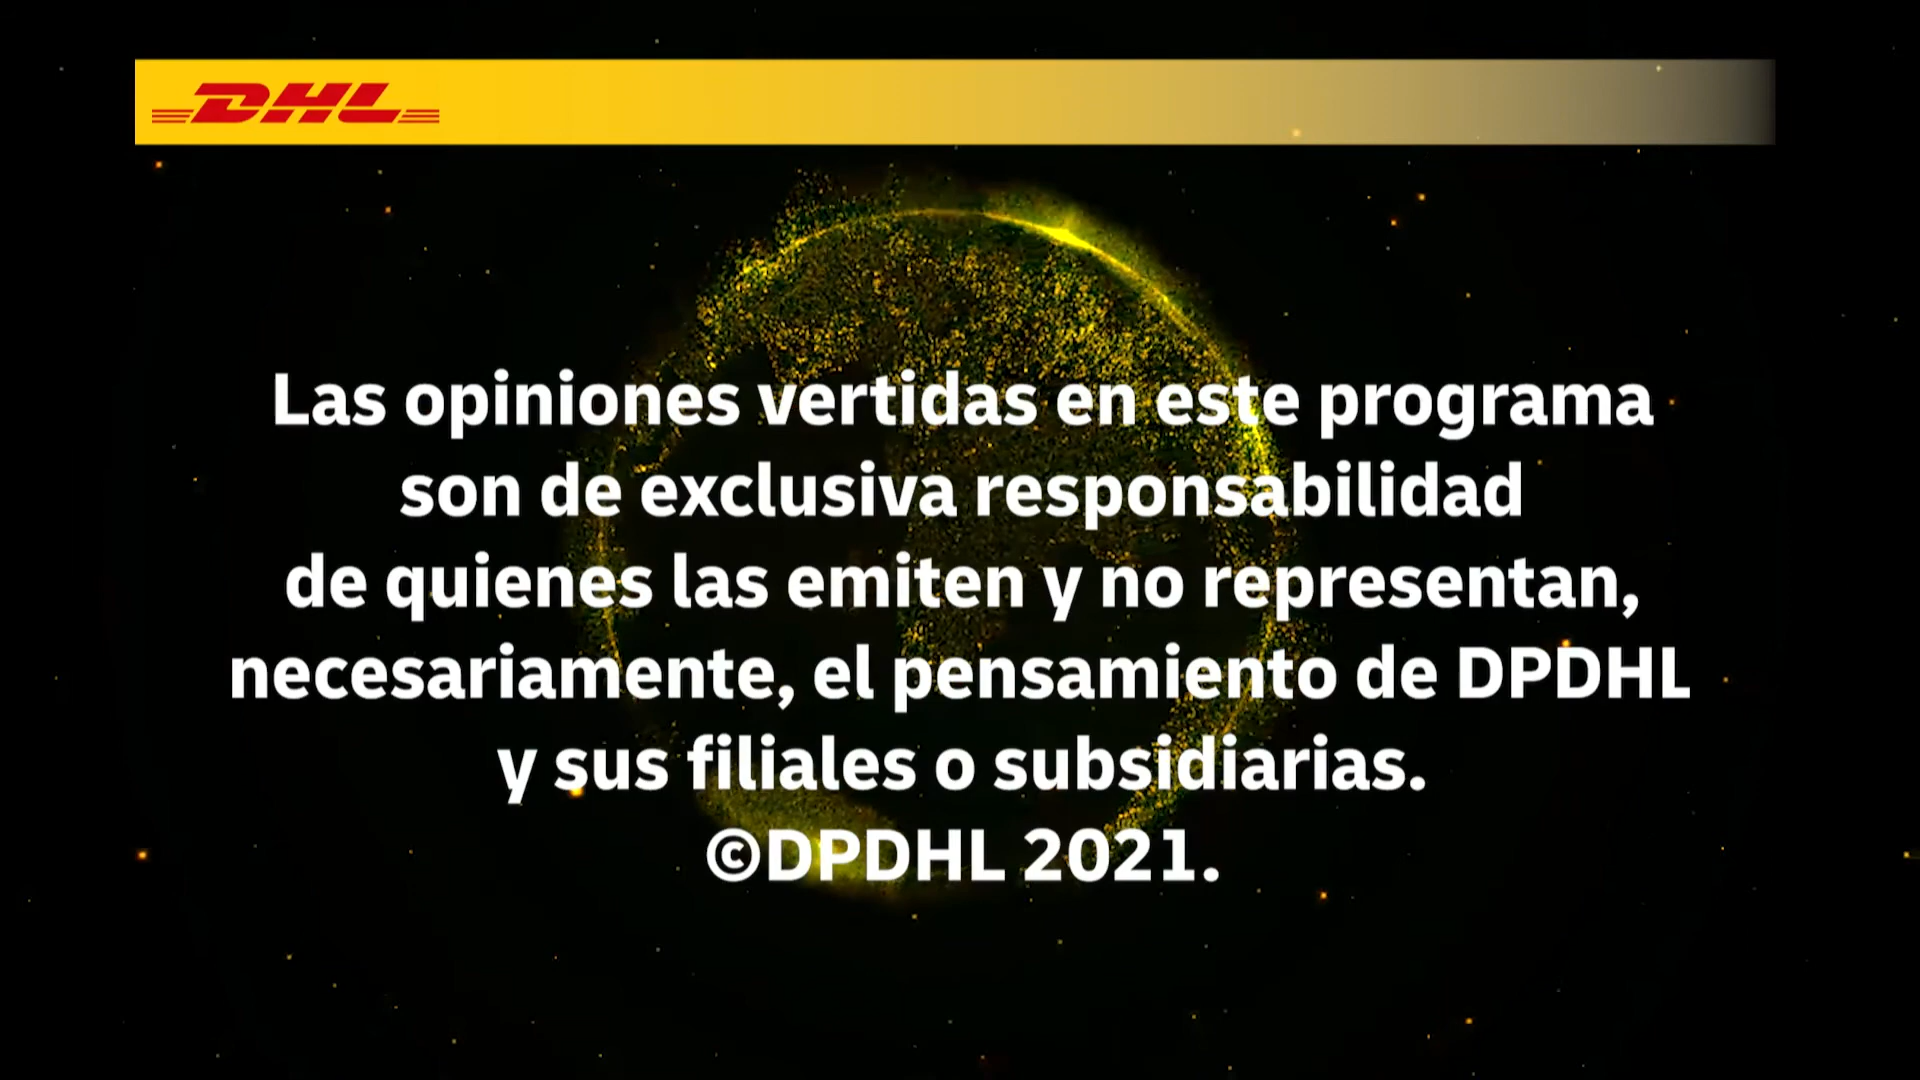 DHL
Las opiniones vertidas en este programa
son de exclusiva responsabilidad
de quienes las emiten y no representan,
necesariamente, el pensamiento de DPDHL
y sus filiales o subsidiarias.
©DPDHL 2021.